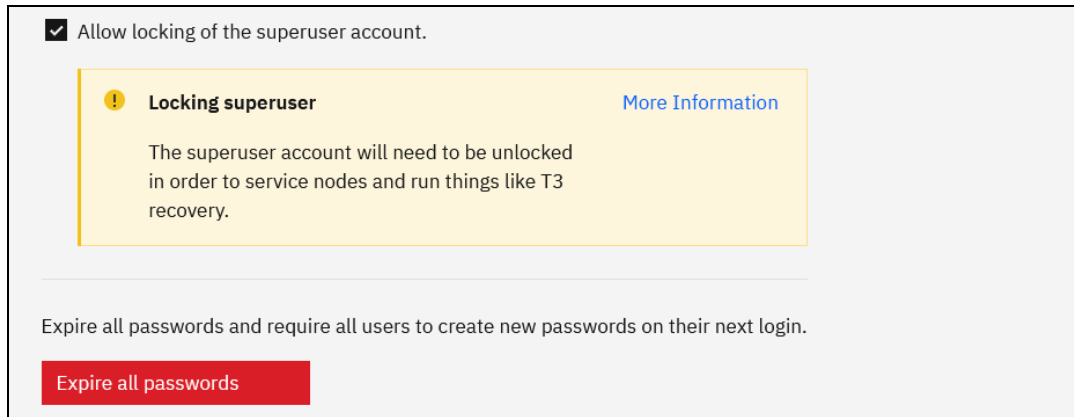 Allow locking of the superuser account.
Locking superuser
More Information
The superuser account will need to be unlocked
in order to service nodes and run things like T3
recovery.
Expire all passwords and require all users to create new passwords on their next login.
Expire all passwords